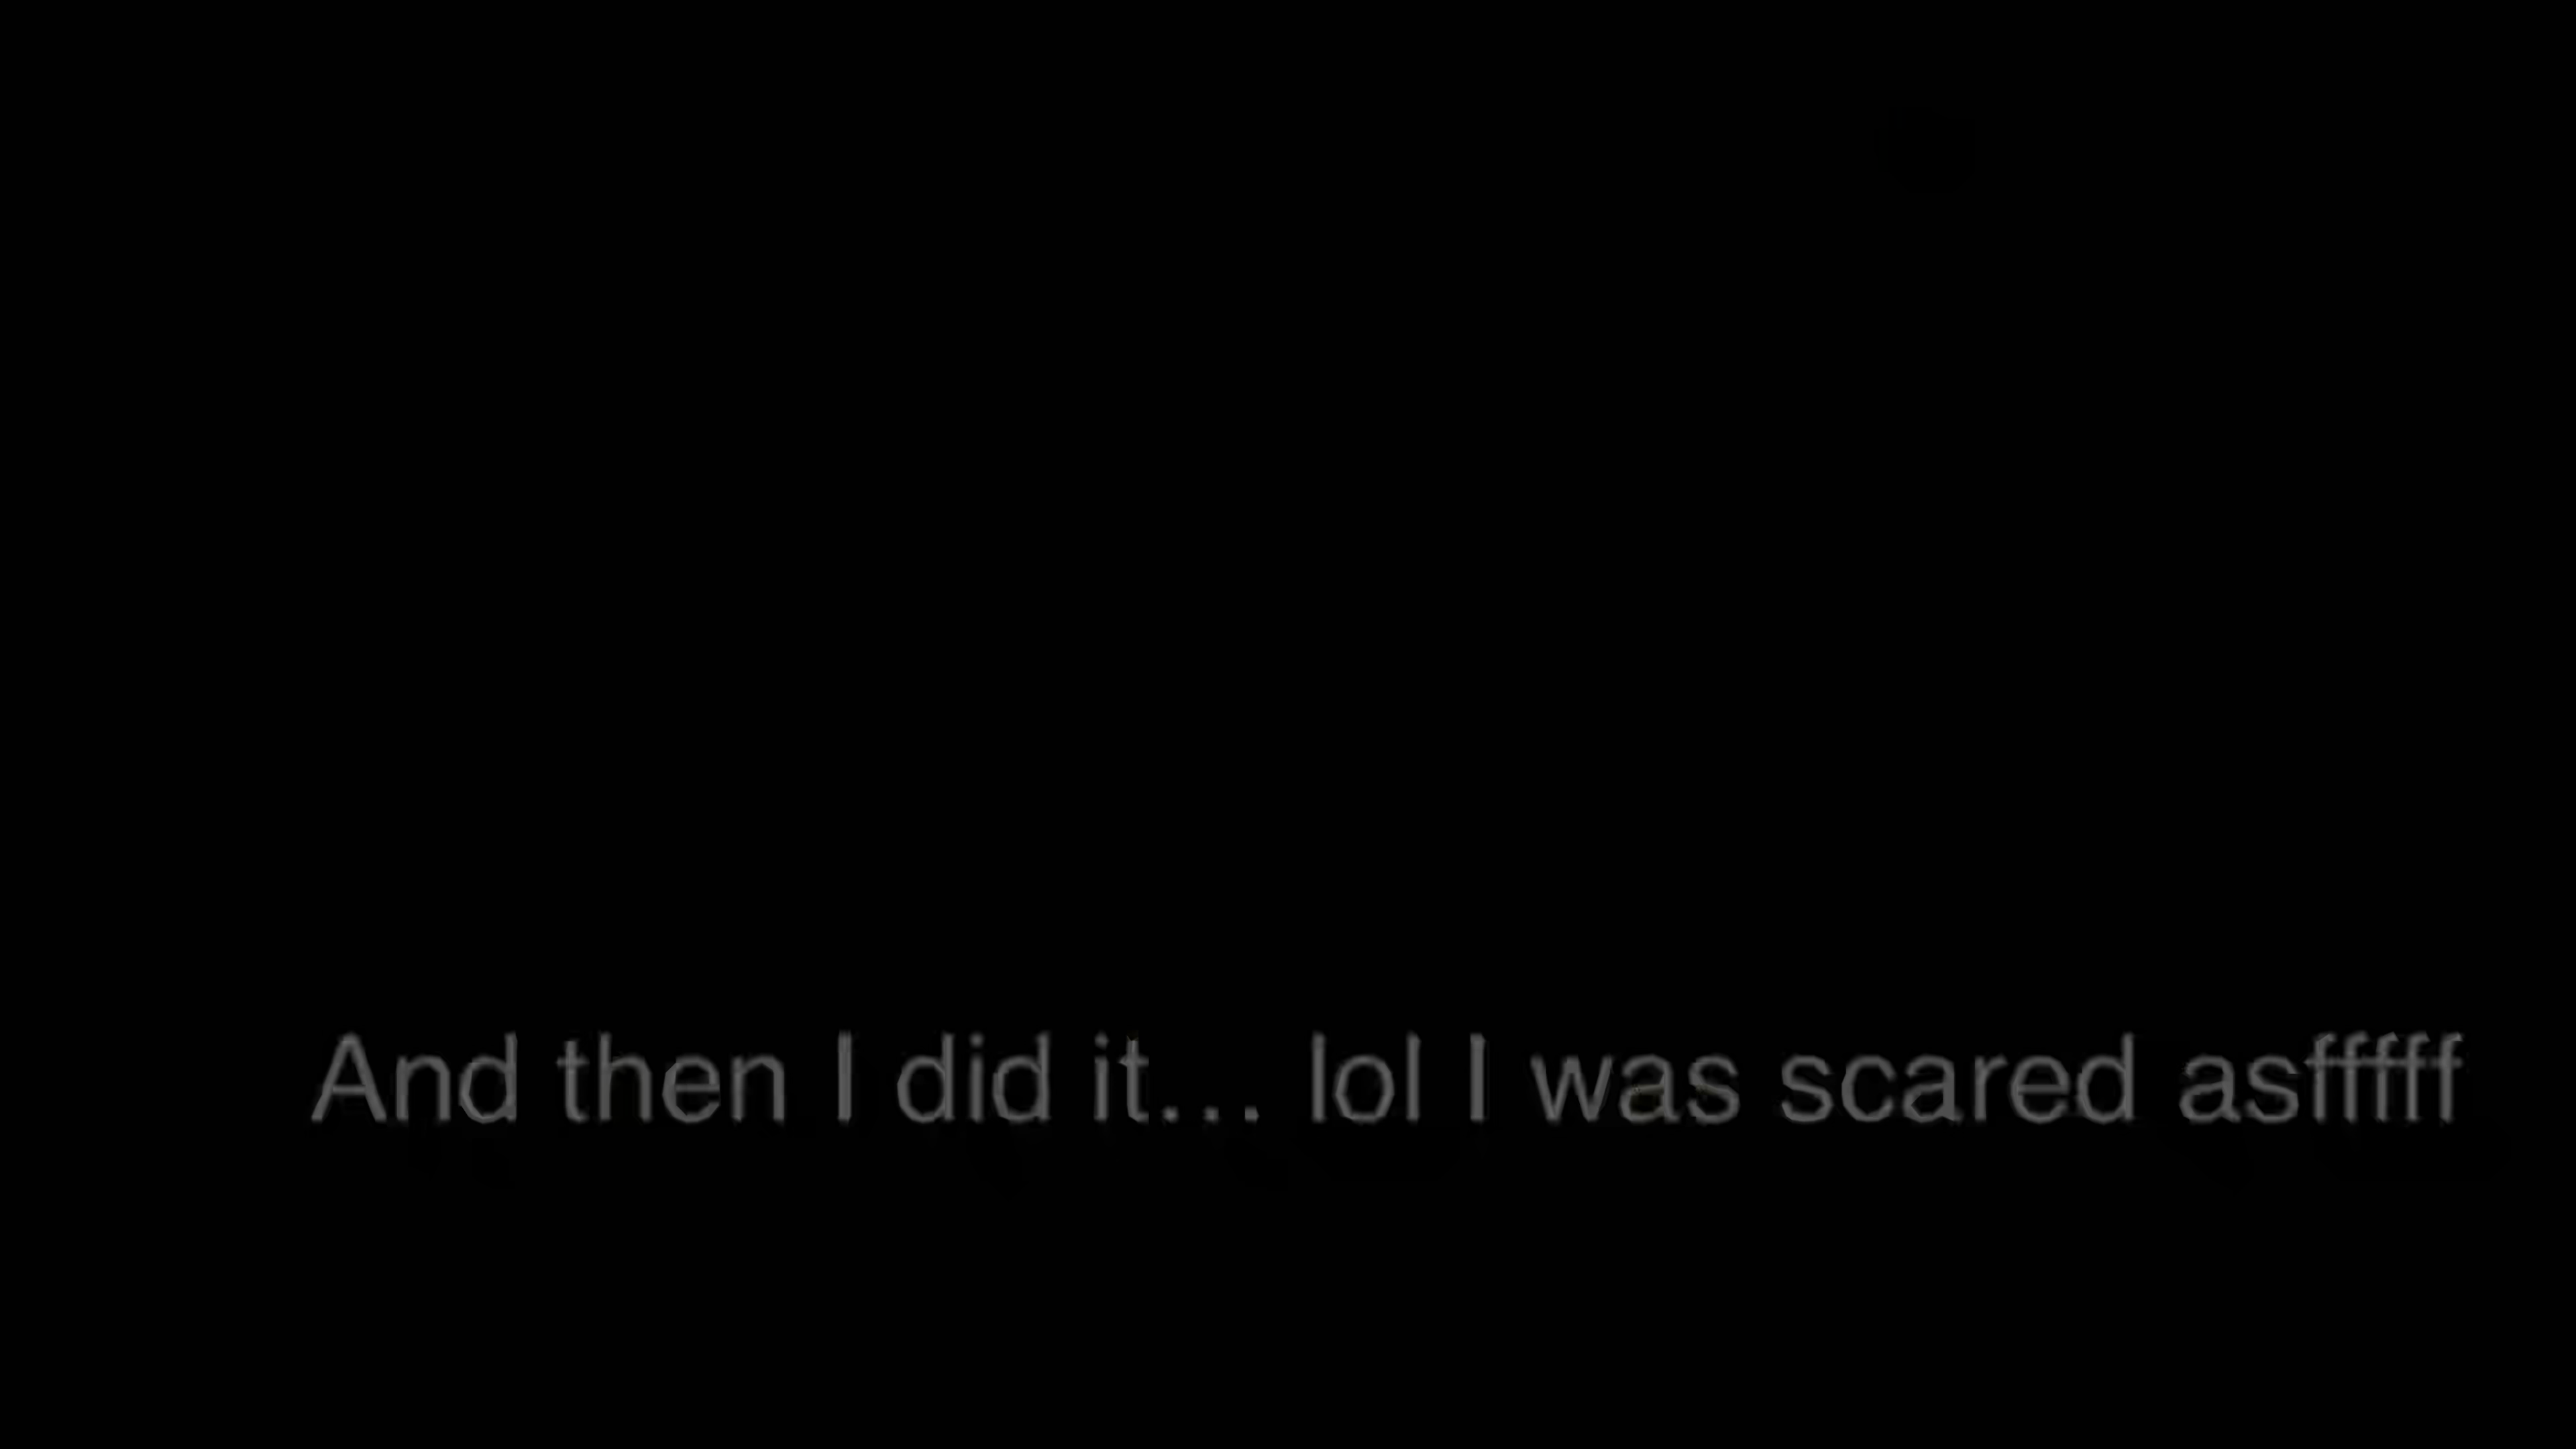 And then I did it... lol I was scared asfffff